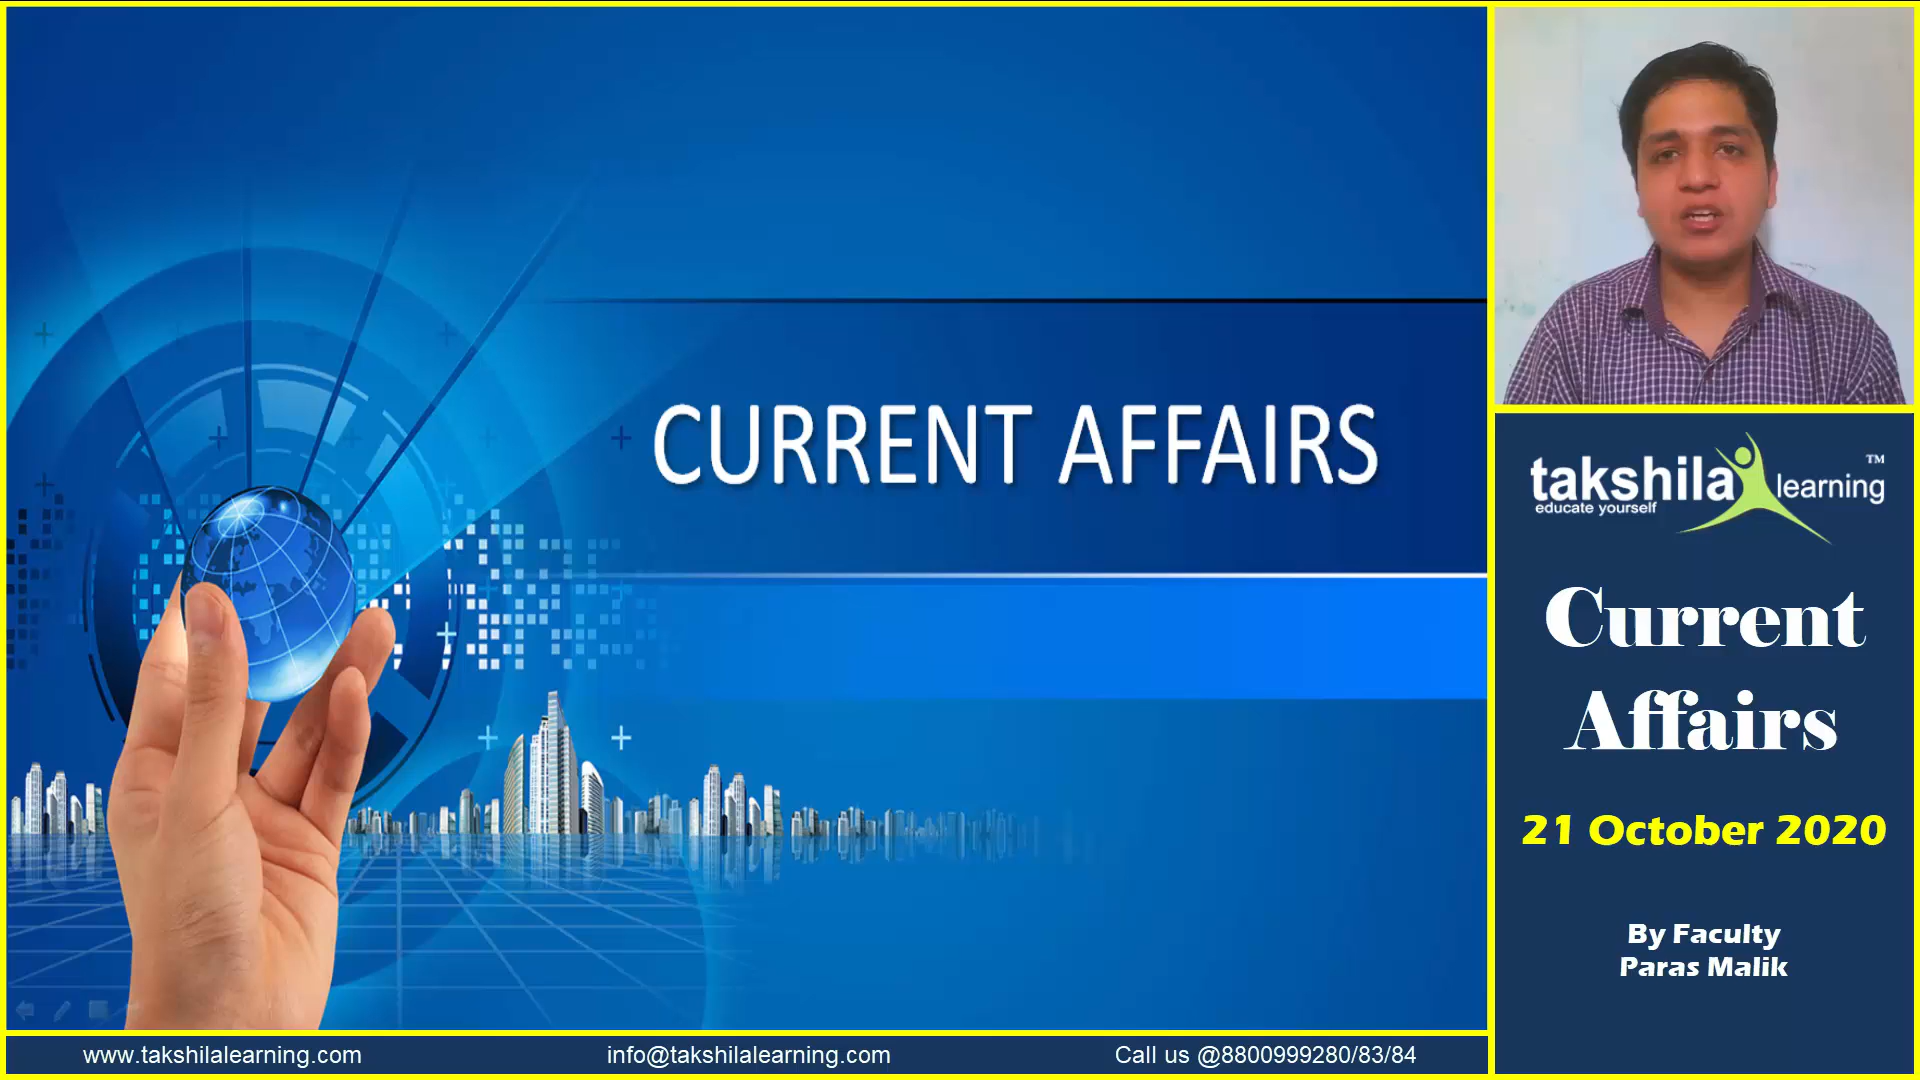 CURRENT AFFAIRS
takshila learning ™
educate yourself
Current
Affairs
21 October 2020
By Faculty
Paras Malik
www.takshilalearning.com
info@takshilalearning.com
Call us @8800999280/83/84